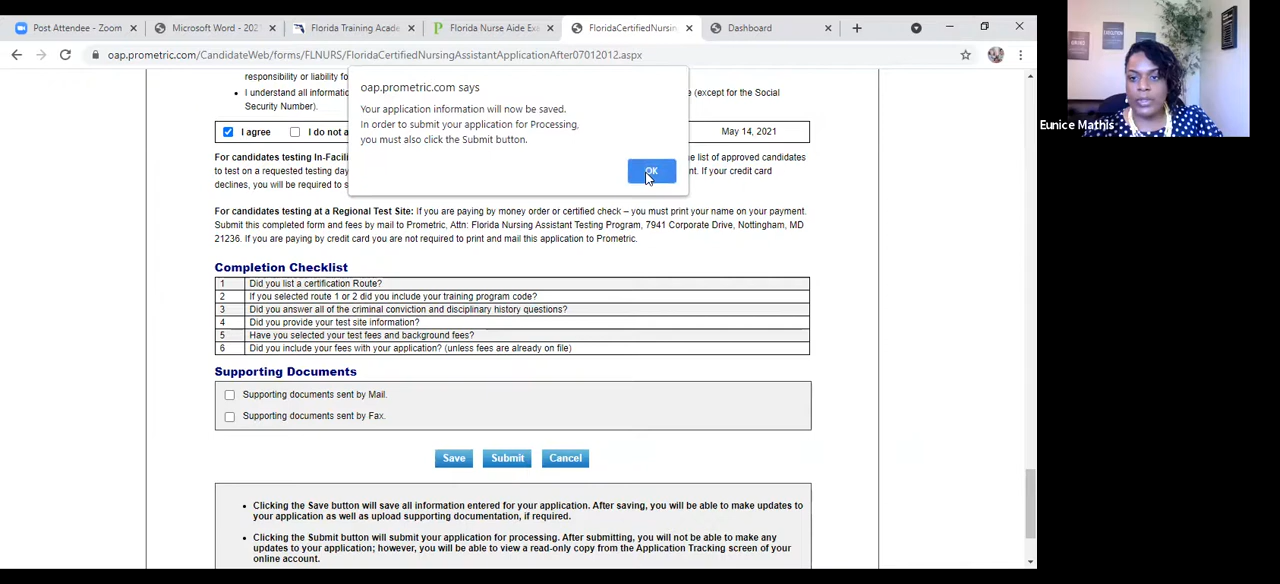 Post Attendee - Zoom
Microsoft Word - 202
Florida Training Acade
Florida Nurse Aide Exa
FloridaCertifiedNursin
Dashboard
oap.prometric.com/CandidateWeb/forms/FLNURS/FloridaCertifiedNursingAssistantApplicationAfter07012012.aspx
oap.prometric.com says
Your application information will now be saved.
In order to submit your application for Processing,
you must also click the Submit button.
OK
responsibility or liability fo
I understand all informatio
e (except for the Social
Security Number).
I agree
I do not a
May 14, 2021
For candidates testing In-Facili
he list of approved candidates
to test on a requested testing day
nt. If your credit card
declines, you will be required to s
For candidates testing at a Regional Test Site: If you are paying by money order or certified check – you must print your name on your payment.
Submit this completed form and fees by mail to Prometric, Attn: Florida Nursing Assistant Testing Program, 7941 Corporate Drive, Nottingham, MD
21236. If you are paying by credit card you are not required to print and mail this application to Prometric.
Completion Checklist
1 Did you list a certification Route?
2 If you selected route 1 or 2 did you include your training program code?
3 Did you answer all of the criminal conviction and disciplinary history questions?
4 Did you provide your test site information?
5 Have you selected your test fees and background fees?
6 Did you include your fees with your application? (unless fees are already on file)
Supporting Documents
Supporting documents sent by Mail.
Supporting documents sent by Fax.
Save
Submit
Cancel
Clicking the Save button will save all information entered for your application. After saving, you will be able to make updates to
your application as well as upload supporting documentation, if required.
Clicking the Submit button will submit your application for processing. After submitting, you will not be able to make any
updates to your application; however, you will be able to view a read-only copy from the Application Tracking screen of your
online account.
Eunice Mathis